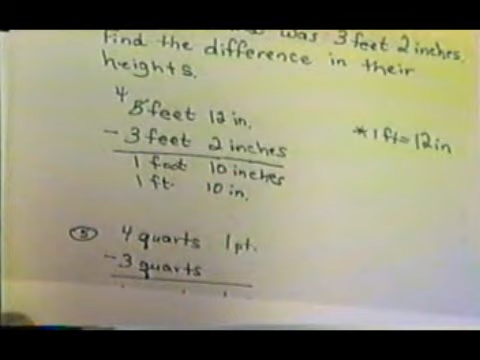 was 3 feet 2 inches.
Find the difference in their
heights.
4
5 feet 12 in.
- 3 feet 2 inches
*1 ft = 12 in
1 foot 10 inches
1 ft. 10 in.
⑤ 4 quarts 1 pt.
- 3 quarts